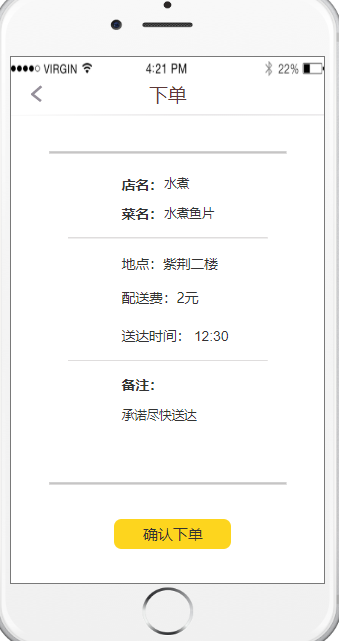 VIRGIN 4:21 PM 22%
下单
店名：水煮
菜名：水煮鱼片
地点：紫荆二楼
配送费：2元
送达时间： 12:30
备注：
承诺尽快送达
确认下单